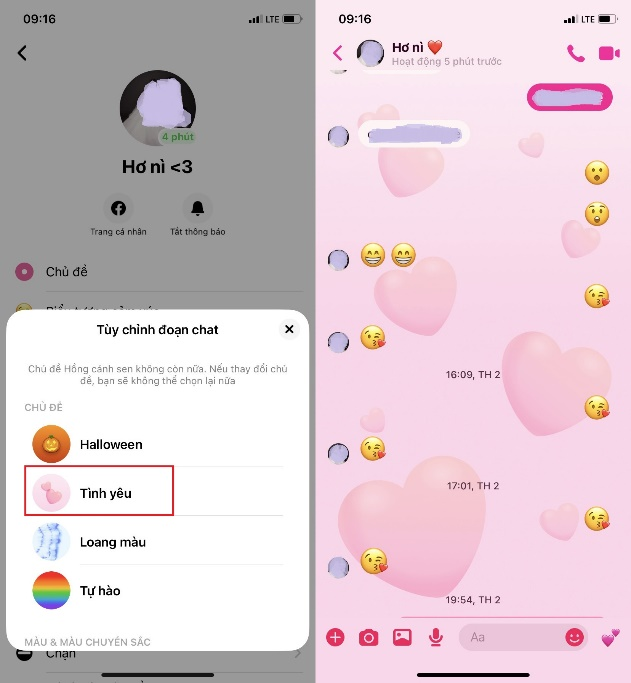 09:16
LTE
4 phút
Hơ nì <3
Trang cá nhân
Tắt thông báo
Chủ đề
Biểu tượng cảm xúc
Tùy chỉnh đoạn chat
Chủ đề Hồng cánh sen không còn nữa. Nếu thay đổi chủ
đề, bạn sẽ không thể chọn lại nữa
CHỦ ĐỀ
Halloween
Tình yêu
Loang màu
Tự hào
MÀU & MÀU CHUYỂN SẮC
Chặn
09:16
LTE
Hơ nì ❤️
Hoạt động 5 phút trước
16:09, TH 2
17:01, TH 2
19:54, TH 2
Aa